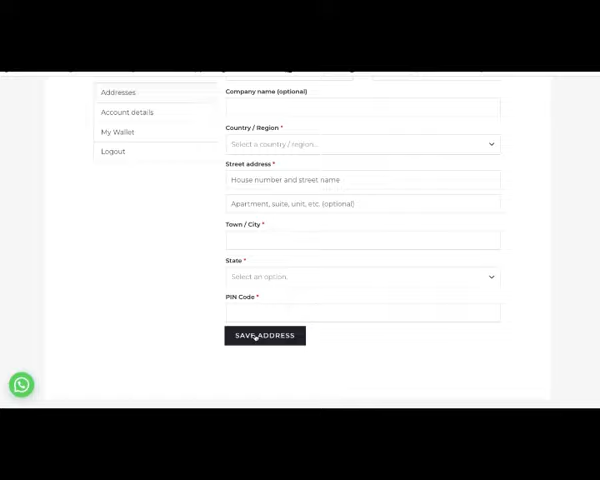 Addresses
Account details
My Wallet
Logout
Company name (optional)
Country / Region *
Select a country / region...
Street address *
House number and street name
Apartment, suite, unit, etc. (optional)
Town / City *
State *
Select an option.
PIN Code *
SAVE ADDRESS